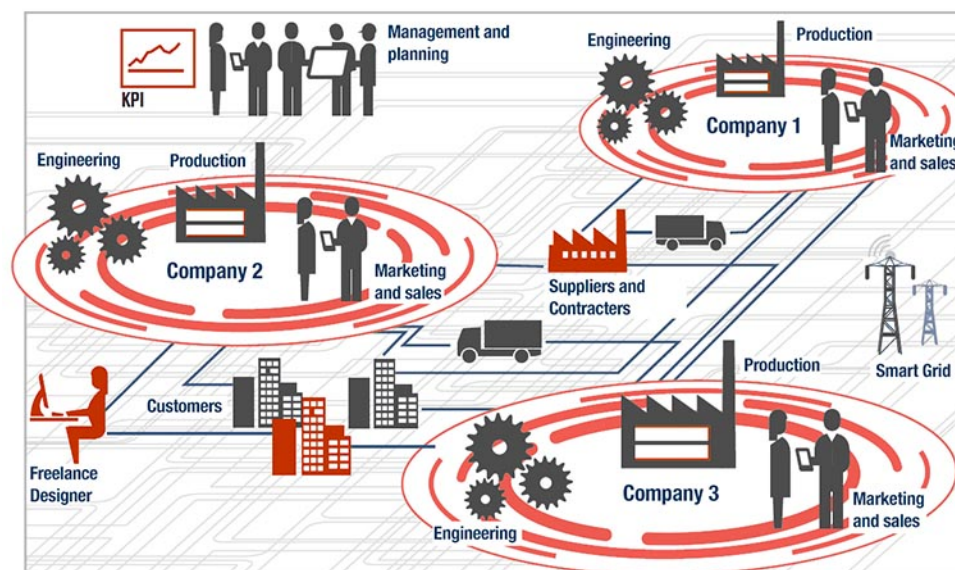 KPI
Management and
planning
Engineering
Production
Company 1
Marketing
and sales
Engineering
Production
Company 2
Marketing
and sales
Suppliers and
Contracters
Smart Grid
Customers
Freelance
Designer
Production
Company 3
Engineering
Marketing
and sales